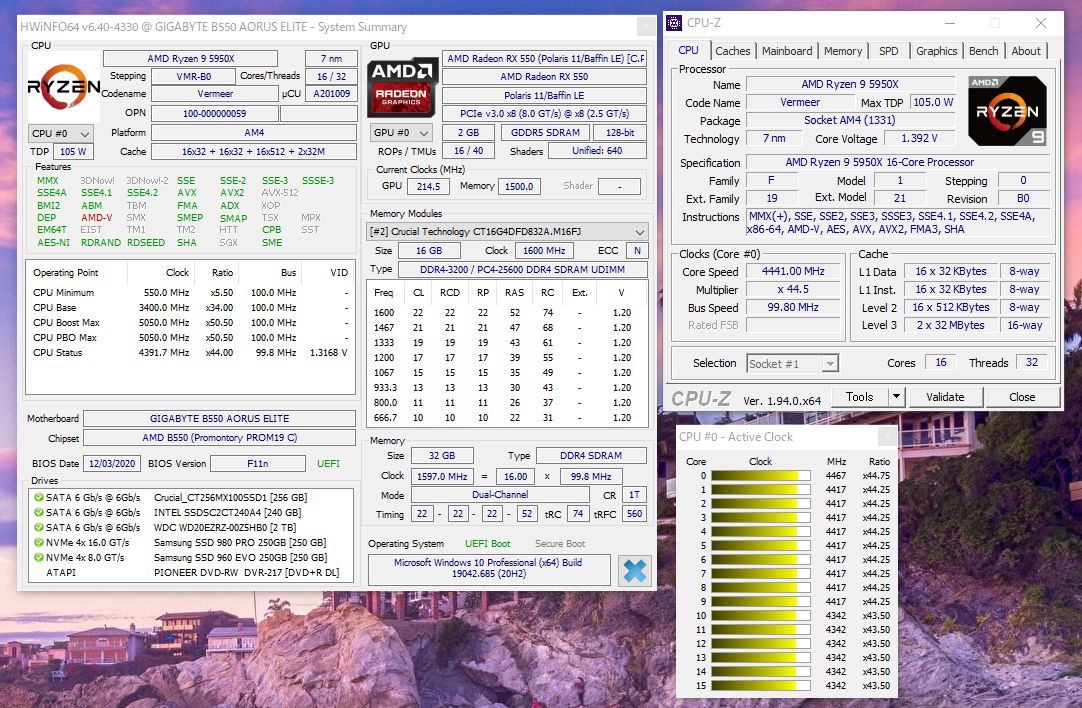 HWiNFO64 v6.40-4330 @ GIGABYTE B550 AORUS ELITE - System Summary
CPU
AMD Ryzen 9 5950X 7 nm
Stepping VMR-B0 Cores/Threads 16 / 32
Codename Vermeer µCU A201009
OPN 100-000000059
RYZEN
CPU #0 Platform AM4
TDP 105 W Cache 16x32 + 16x32 + 16x512 + 2x32M
Features
MMX 3DNow! 3DNow!-2 SSE SSE-2 SSE-3 SSSE-3
SSE4A SSE4.1 SSE4.2 AVX AVX2 AVX-512
BMI2 ABM TBM FMA ADX XOP
DEP AMD-V SMX SMEP SMAP TSX MPX
EM64T EIST TM1 TM2 HTT CPB SST
AES-NI RDRAND RDSEED SHA SGX SME
Operating Point Clock Ratio Bus VID
CPU Minimum 550.0 MHz x5.50 100.0 MHz -
CPU Base 3400.0 MHz x34.00 100.0 MHz -
CPU Boost Max 5050.0 MHz x50.50 100.0 MHz -
CPU PBO Max 5050.0 MHz x50.50 100.0 MHz -
CPU Status 4391.7 MHz x44.00 99.8 MHz 1.3168 V
Motherboard GIGABYTE B550 AORUS ELITE
Chipset AMD B550 (Promontory PROM19 C)
BIOS Date 12/03/2020 BIOS Version F11n UEFI
Drives
SATA 6 Gb/s @ 6Gb/s Crucial_CT256MX100SSD1 [256 GB]
SATA 6 Gb/s @ 6Gb/s INTEL SSDSC2CT240A4 [240 GB]
SATA 6 Gb/s @ 6Gb/s WDC WD20EZRZ-00Z5HB0 [2 TB]
NVMe 4x 16.0 GT/s Samsung SSD 980 PRO 250GB [250 GB]
NVMe 4x 8.0 GT/s Samsung SSD 960 EVO 250GB [250 GB]
ATAPI PIONEER DVD-RW DVR-217 [DVD+R DL]
GPU
AMD
RADEON
GRAPHICS
AMD Radeon RX 550 (Polaris 11/Baffin LE) [C.P
AMD Radeon RX 550
Polaris 11/Baffin LE
PCIe v3.0 x8 (8.0 GT/s) @ x8 (2.5 GT/s)
GPU #0 2 GB GDDR5 SDRAM 128-bit
ROPs / TMUs 16 / 40 Shaders Unified: 640
Current Clocks (MHz)
GPU 214.5 Memory 1500.0 Shader -
Memory Modules
[#2] Crucial Technology CT16G4DFD832A.M16FJ
Size 16 GB Clock 1600 MHz ECC N
Type DDR4-3200 / PC4-25600 DDR4 SDRAM UDIMM
Freq CL RCD RP RAS RC Ext. V
1600 22 22 22 52 74 - 1.20
1467 21 21 21 47 68 - 1.20
1333 19 19 19 43 61 - 1.20
1200 17 17 17 39 55 - 1.20
1067 15 15 15 35 49 - 1.20
933.3 13 13 13 30 43 - 1.20
800.0 11 11 11 26 37 - 1.20
666.7 10 10 10 22 31 - 1.20
Memory
Size 32 GB Type DDR4 SDRAM
Clock 1597.0 MHz = 16.00 x 99.8 MHz
Mode Dual-Channel CR 1T
Timing 22 - 22 - 22 - 52 tRC 74 tRFC 560
Operating System UEFI Boot Secure Boot
Microsoft Windows 10 Professional (x64) Build
19042.685 (20H2)
CPU-Z
CPU Caches Mainboard Memory SPD Graphics Bench About
Processor
Name AMD Ryzen 9 5950X
Code Name Vermeer Max TDP 105.0 W
Package Socket AM4 (1331)
Technology 7 nm Core Voltage 1.392 V
AMD
RYZEN
9
Specification AMD Ryzen 9 5950X 16-Core Processor
Family F Model 1 Stepping 0
Ext. Family 19 Ext. Model 21 Revision B0
Instructions MMX(+), SSE, SSE2, SSE3, SSSE3, SSE4.1, SSE4.2, SSE4A,
x86-64, AMD-V, AES, AVX, AVX2, FMA3, SHA
Clocks (Core #0)
Core Speed 4441.00 MHz
Multiplier x 44.5
Bus Speed 99.80 MHz
Rated FSB
Cache
L1 Data 16 x 32 KBytes 8-way
L1 Inst. 16 x 32 KBytes 8-way
Level 2 16 x 512 KBytes 8-way
Level 3 2 x 32 MBytes 16-way
Selection Socket #1 Cores 16 Threads 32
CPU-Z Ver. 1.94.0.x64 Tools Validate Close
CPU #0 - Active Clock
Core Clock MHz Ratio
0 4467 x44.75
1 4417 x44.25
2 4417 x44.25
3 4417 x44.25
4 4417 x44.25
5 4417 x44.25
6 4417 x44.25
7 4417 x44.25
8 4417 x44.25
9 4417 x44.25
10 4342 x43.50
11 4342 x43.50
12 4342 x43.50
13 4342 x43.50
14 4342 x43.50
15 4342 x43.50